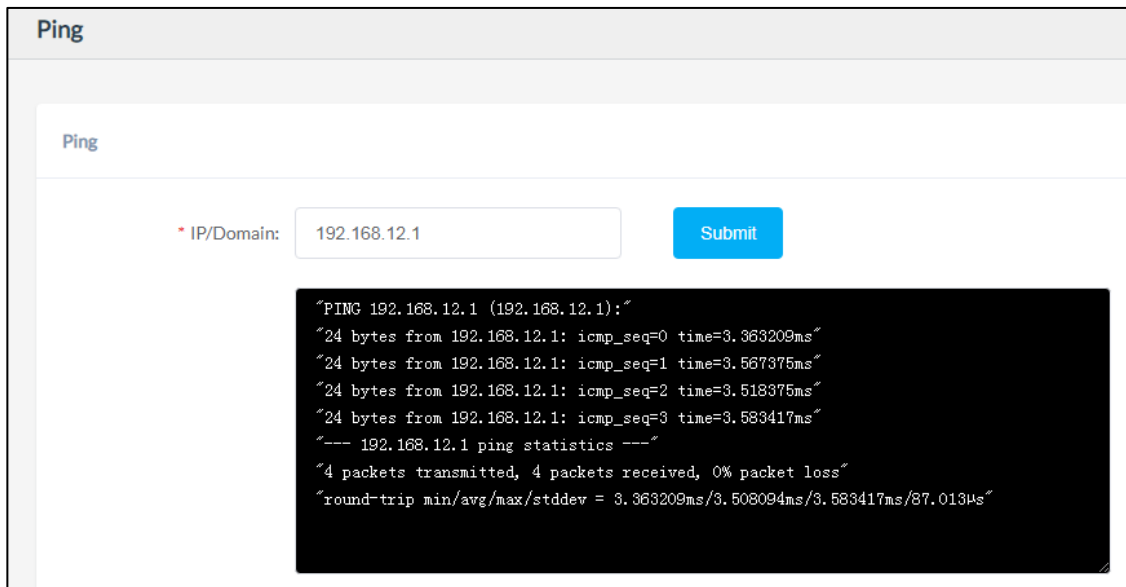 Ping
Ping
* IP/Domain:
192.168.12.1
Submit
"PING 192.168.12.1 (192.168.12.1):"
"24 bytes from 192.168.12.1: icmp_seq=0 time=3.363209ms"
"24 bytes from 192.168.12.1: icmp_seq=1 time=3.567375ms"
"24 bytes from 192.168.12.1: icmp_seq=2 time=3.518375ms"
"24 bytes from 192.168.12.1: icmp_seq=3 time=3.583417ms"
"--- 192.168.12.1 ping statistics ---"
"4 packets transmitted, 4 packets received, 0% packet loss"
"round-trip min/avg/max/stddev = 3.363209ms/3.508094ms/3.583417ms/87.013µs"